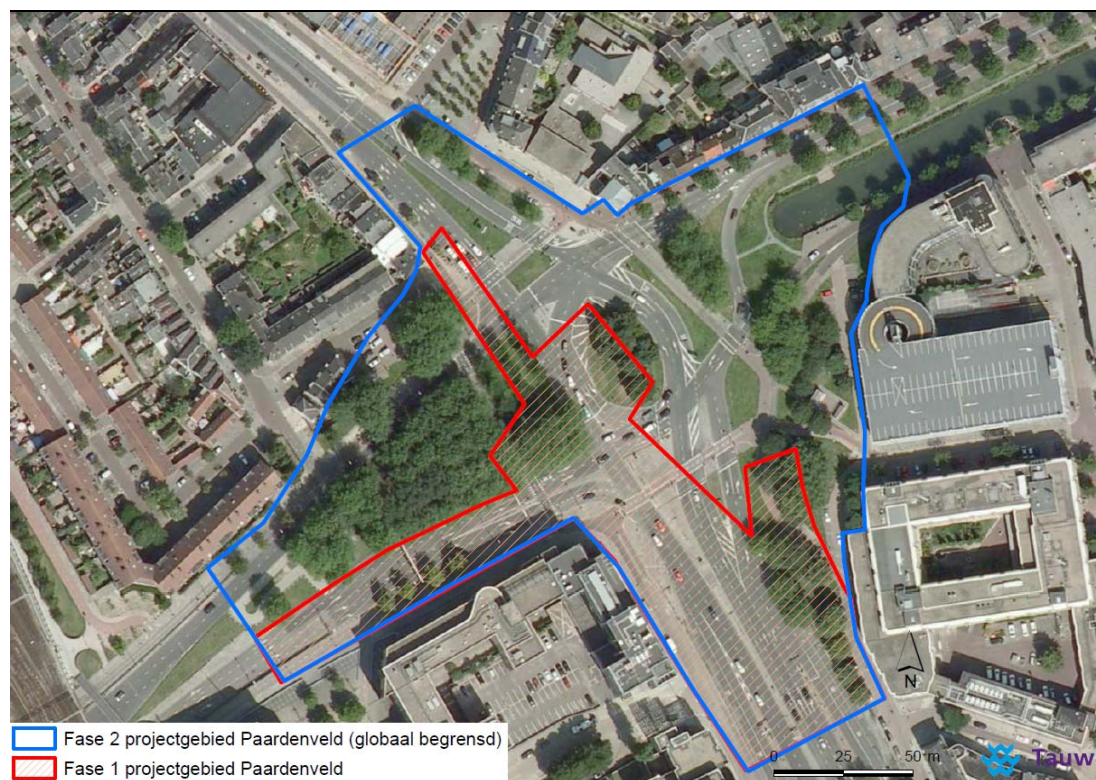 N
0 25 50 m
Fase 2 projectgebied Paardenveld (globaal begrensd)
Fase 1 projectgebied Paardenveld
Tauw